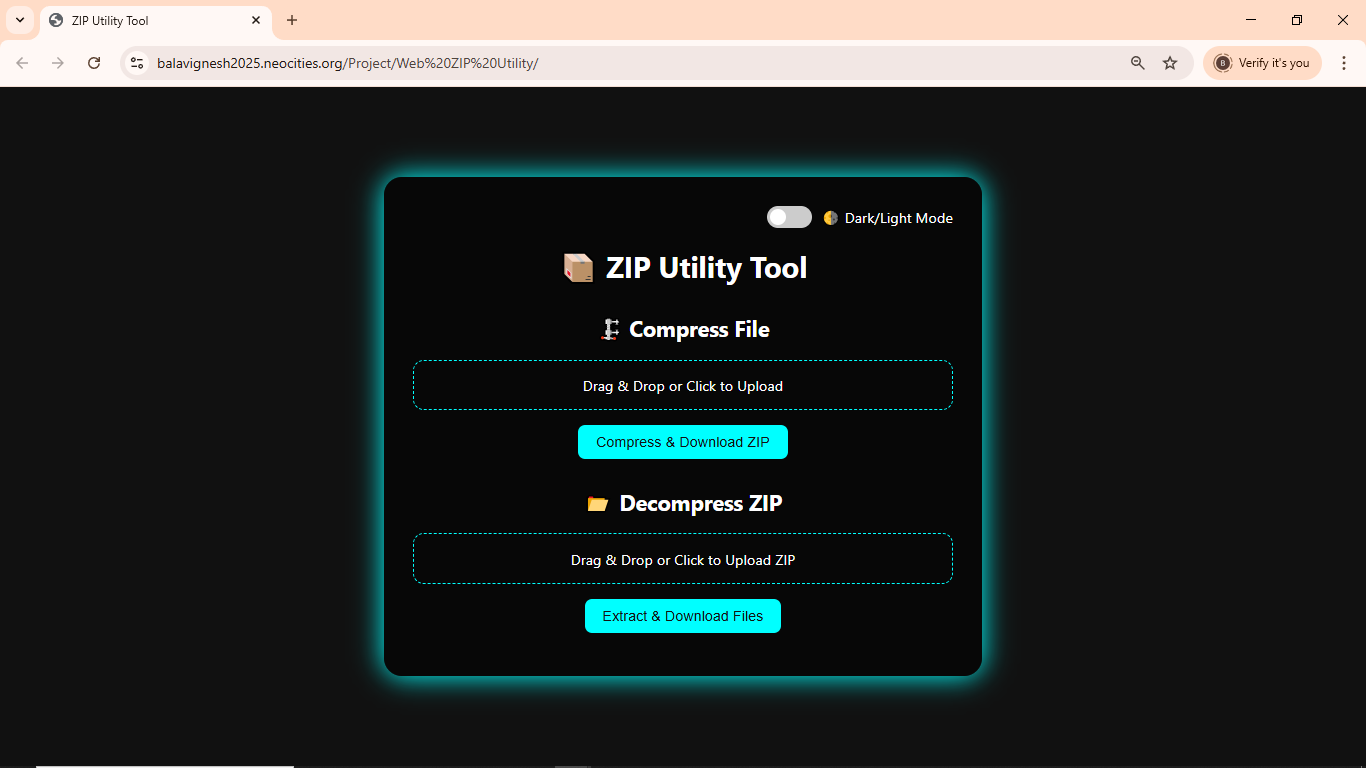 ZIP Utility Tool
balavignesh2025.neocities.org/Project/Web%20ZIP%20Utility/
B
Verify it's you
Dark/Light Mode
ZIP Utility Tool
Compress File
Drag & Drop or Click to Upload
Compress & Download ZIP
Decompress ZIP
Drag & Drop or Click to Upload ZIP
Extract & Download Files